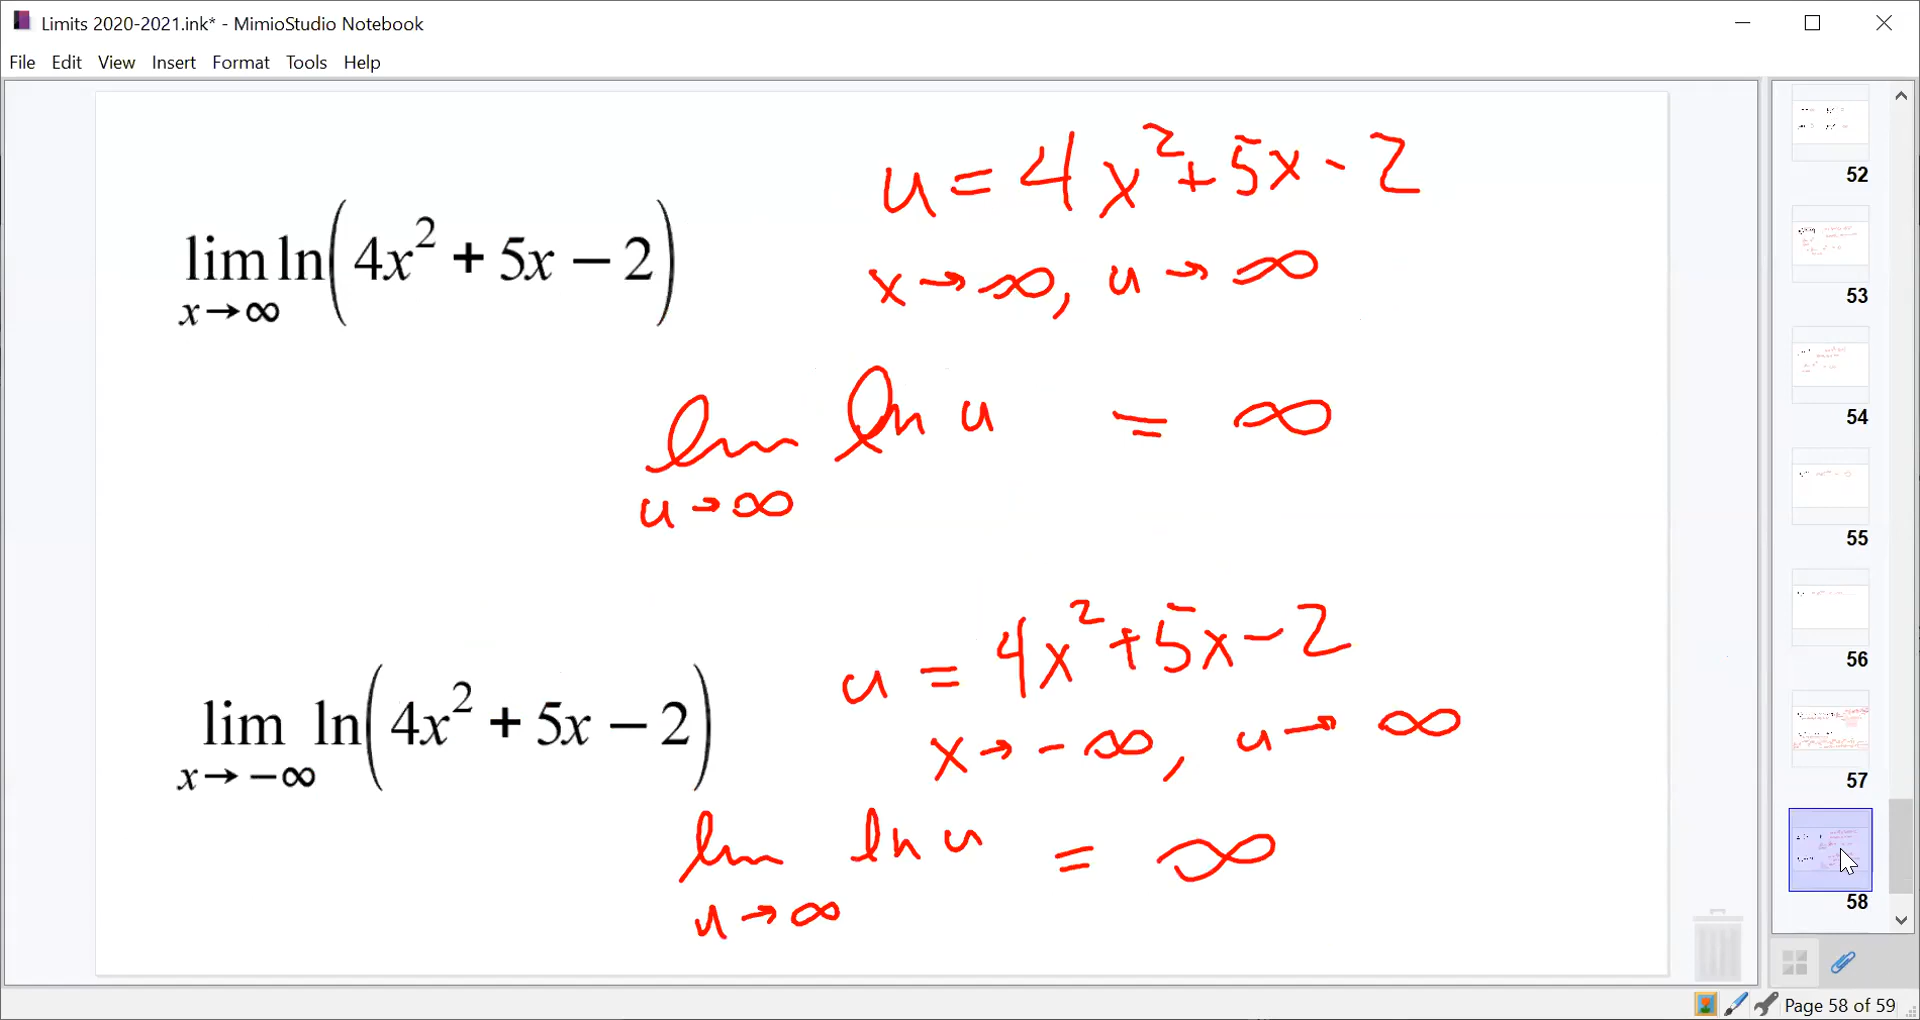 Limits 2020-2021.ink* - MimioStudio Notebook
File Edit View Insert Format Tools Help
u = 4x² + 5x - 2
lim ln(4x² + 5x − 2)
x→∞
x → ∞, u → ∞
lim ln u = ∞
u → ∞
u = 4x² + 5x - 2
lim ln(4x² + 5x − 2)
x→ −∞
x → -∞, u → ∞
lim ln u = ∞
u → ∞
52
53
54
55
56
57
58
Page 58 of 59